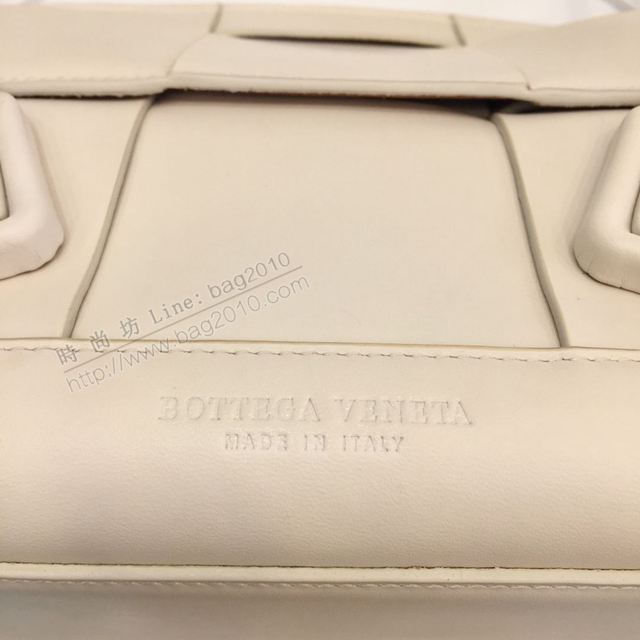 時尚坊 Line: bag2010
http://www.bag2010.com/
BOTTEGA VENETA
MADE IN ITALY